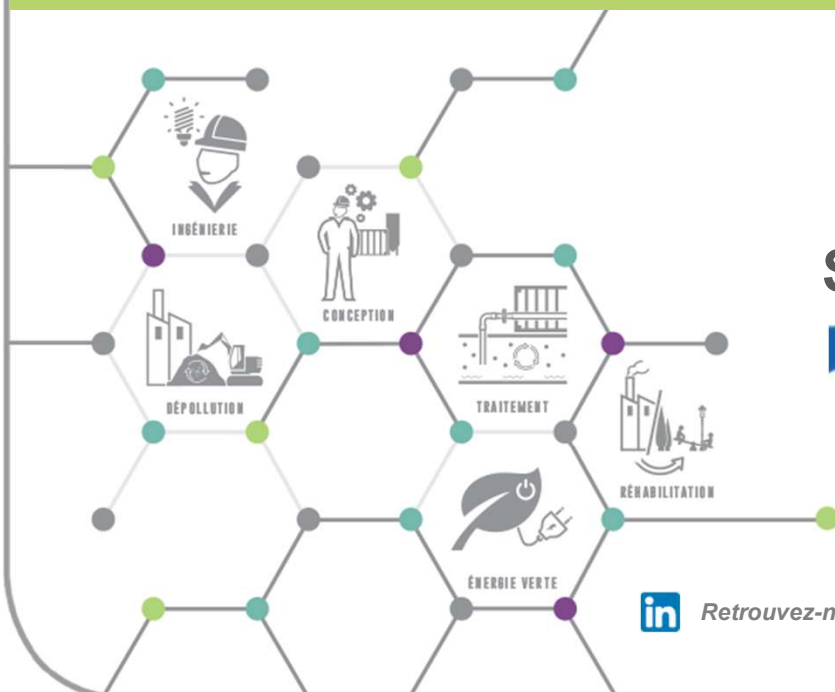 INGÉNIERIE
CONCEPTION
DÉPOLLUTION
TRAITEMENT
RÉHABILITATION
ÉNERGIE VERTE
in Retrouvez-n